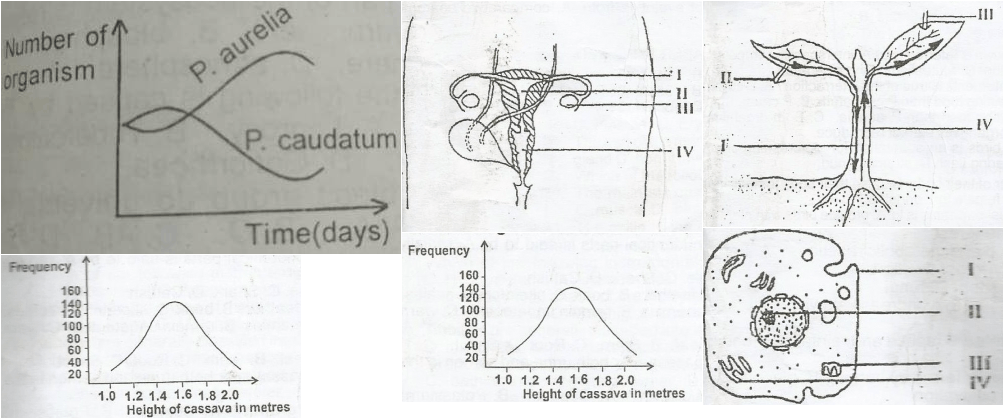 Number of
organism
P. aurelia
P. caudatum
Time(days)
I
II
III
IV
III
II
IV
I
Frequency
160
140
120
100
80
60
40
20
1.0 1.2 1.4 1.6 1.8 2.0
Height of cassava in metres
Frequency
160
140
120
100
80
60
40
20
1.0 1.2 1.4 1.6 1.8 2.0
Height of cassava in metres
I
II
III
IV